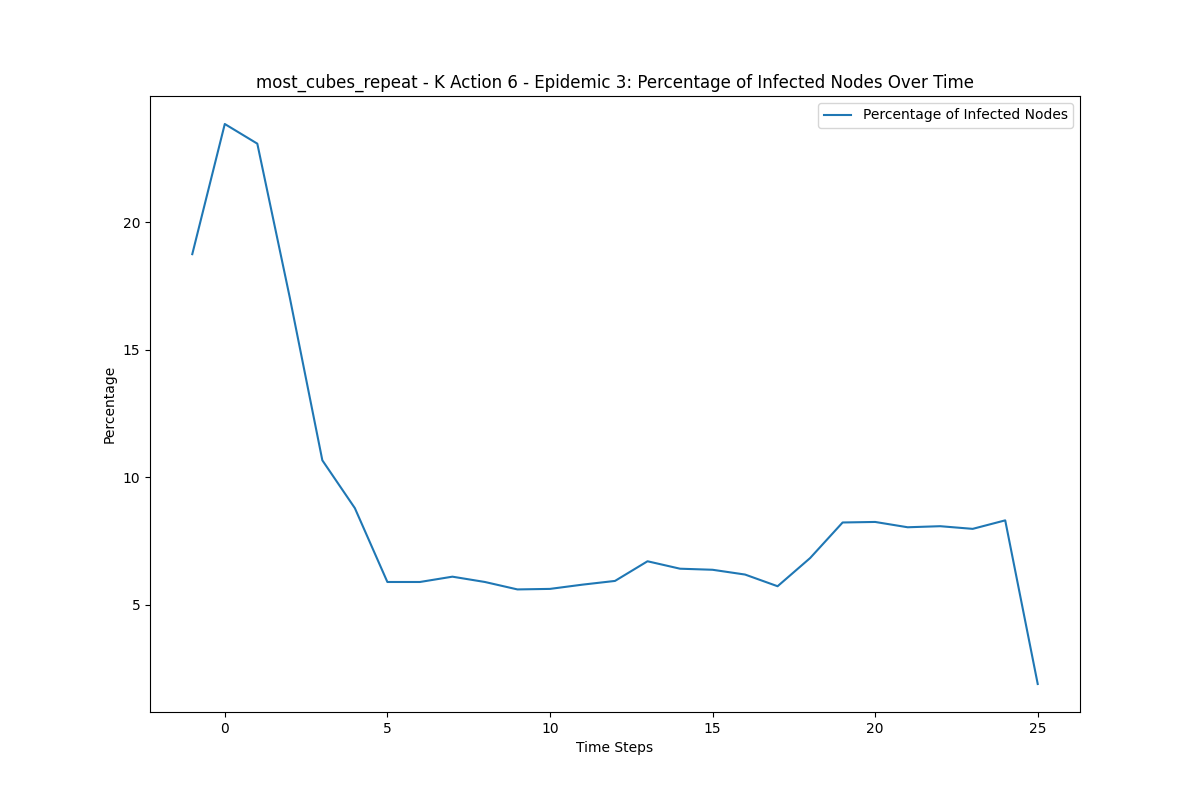 most_cubes_repeat - K Action 6 - Epidemic 3: Percentage of Infected Nodes Over Time
Percentage of Infected Nodes
20
15
10
5
Percentage
0 5 10 15 20 25
Time Steps